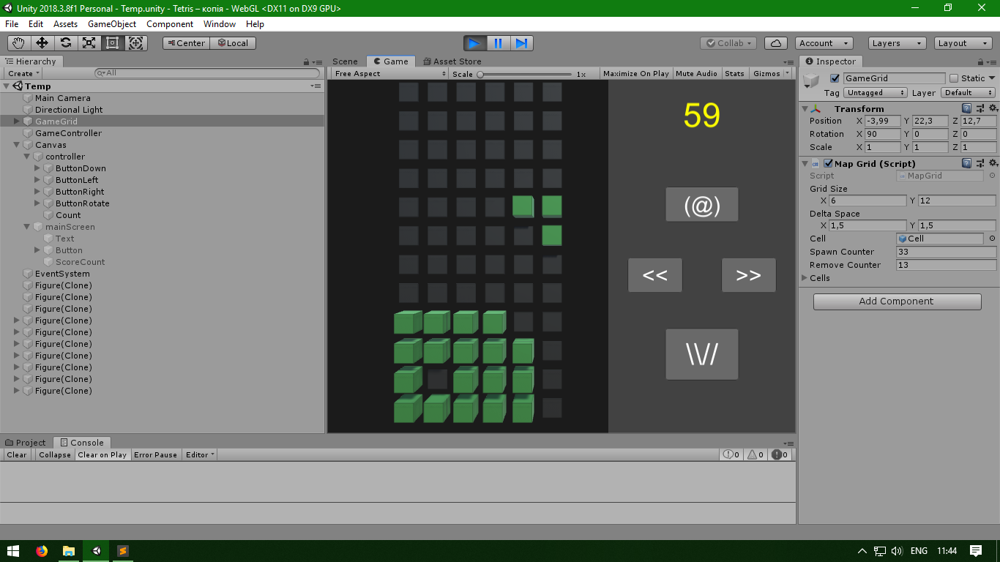 Unity 2018.3.8f1 Personal - Temp.unity - Tetris – копія - WebGL <DX11 on DX9 GPU>
File Edit Assets GameObject Component Window Help
Center Local Collab Account Layers Layout
Hierarchy
Create All
Temp
Main Camera
Directional Light
GameGrid
GameController
Canvas
controller
ButtonDown
ButtonLeft
ButtonRight
ButtonRotate
Count
mainScreen
Text
Button
ScoreCount
EventSystem
Figure(Clone)
Figure(Clone)
Figure(Clone)
Figure(Clone)
Figure(Clone)
Figure(Clone)
Figure(Clone)
Figure(Clone)
Figure(Clone)
Figure(Clone)
Scene Game Asset Store
Free Aspect Scale 1x Maximize On Play Mute Audio Stats Gizmos
59
(@)
<< >>
\\//
Inspector
GameGrid Static
Tag Untagged Layer Default
Transform
Position X -3,99 Y 22,3 Z 12,7
Rotation X 90 Y 0 Z 0
Scale X 1 Y 1 Z 1
Map Grid (Script)
Script MapGrid
Grid Size
X 6 Y 12
Delta Space
X 1,5 Y 1,5
Cell Cell
Spawn Counter 33
Remove Counter 13
Cells
Add Component
Project Console
Clear Collapse Clear on Play Error Pause Editor 0 0 0
ENG 11:44